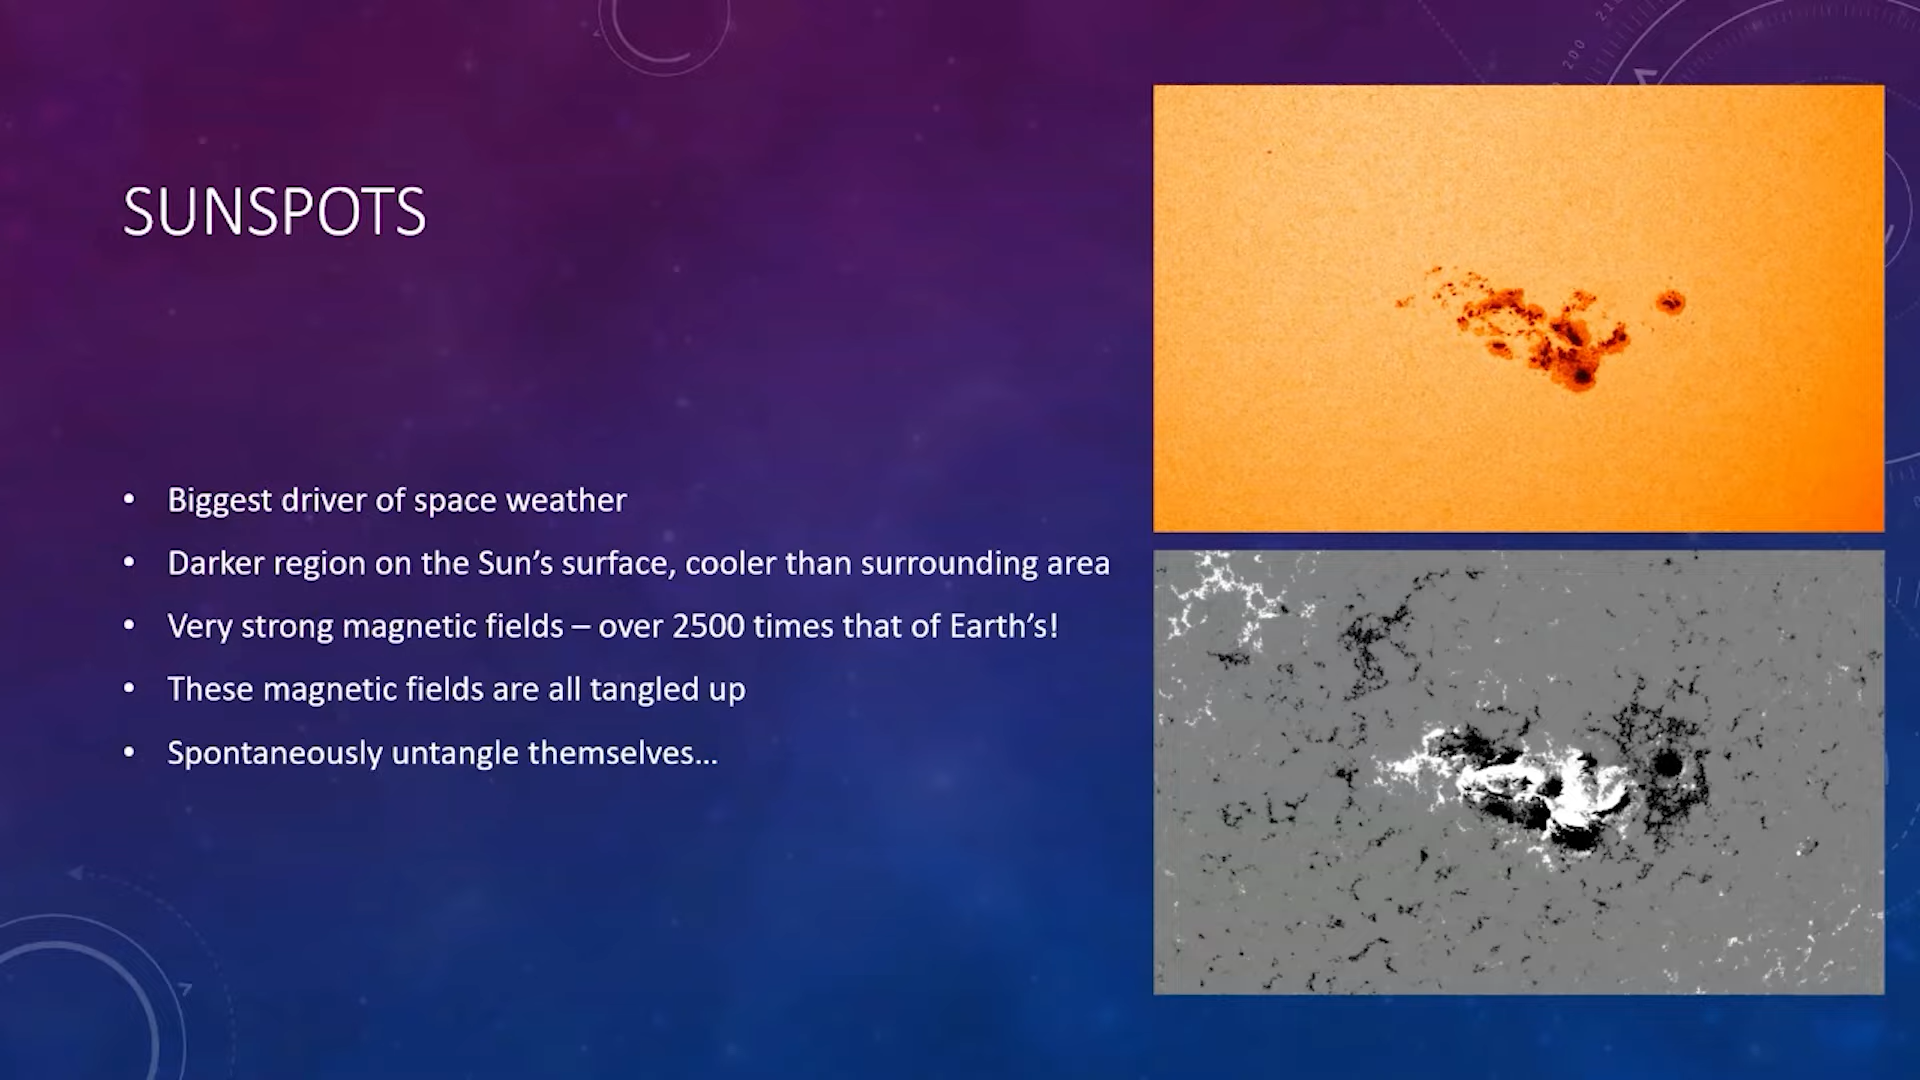 SUNSPOTS
• Biggest driver of space weather
• Darker region on the Sun’s surface, cooler than surrounding area
• Very strong magnetic fields – over 2500 times that of Earth’s!
• These magnetic fields are all tangled up
• Spontaneously untangle themselves…
200